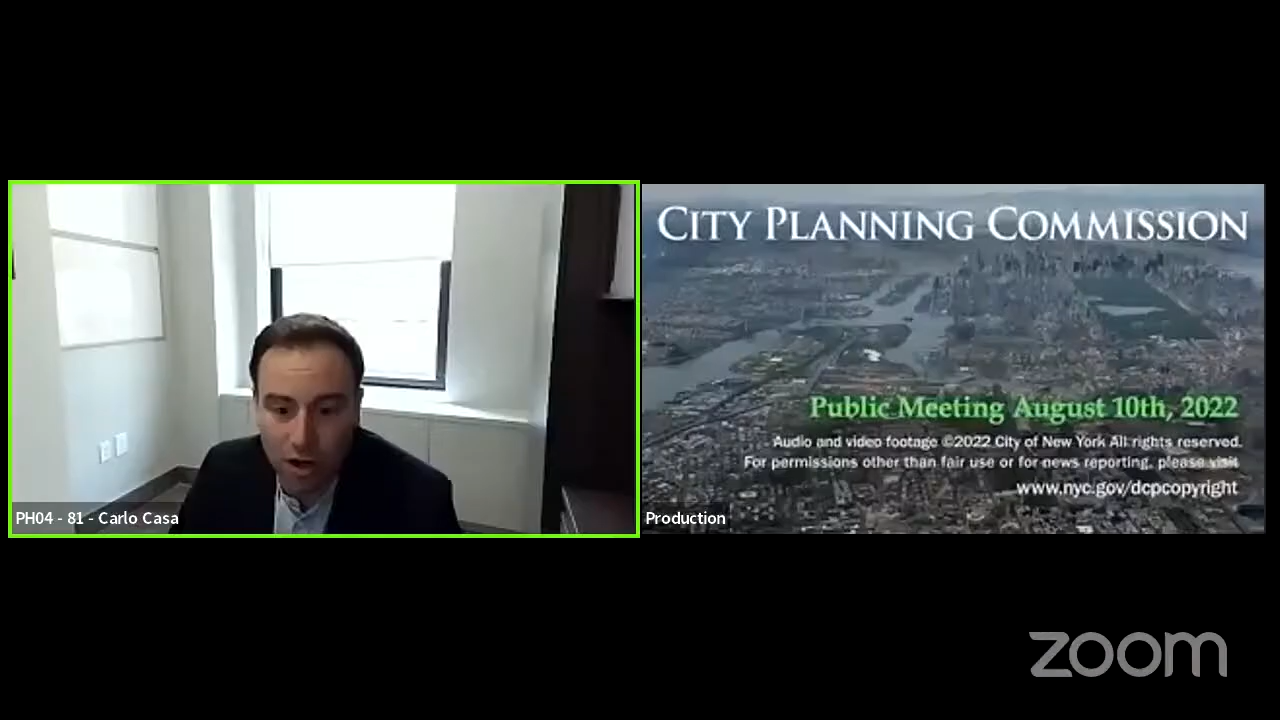 CITY PLANNING COMMISSION
Public Meeting August 10th, 2022
Audio and video footage ©2022 City of New York All rights reserved.
For permissions other than fair use or for news reporting, please visit
www.nyc.gov/dcpcopyright
PH04 - 81 - Carlo Casa
Production
zoom